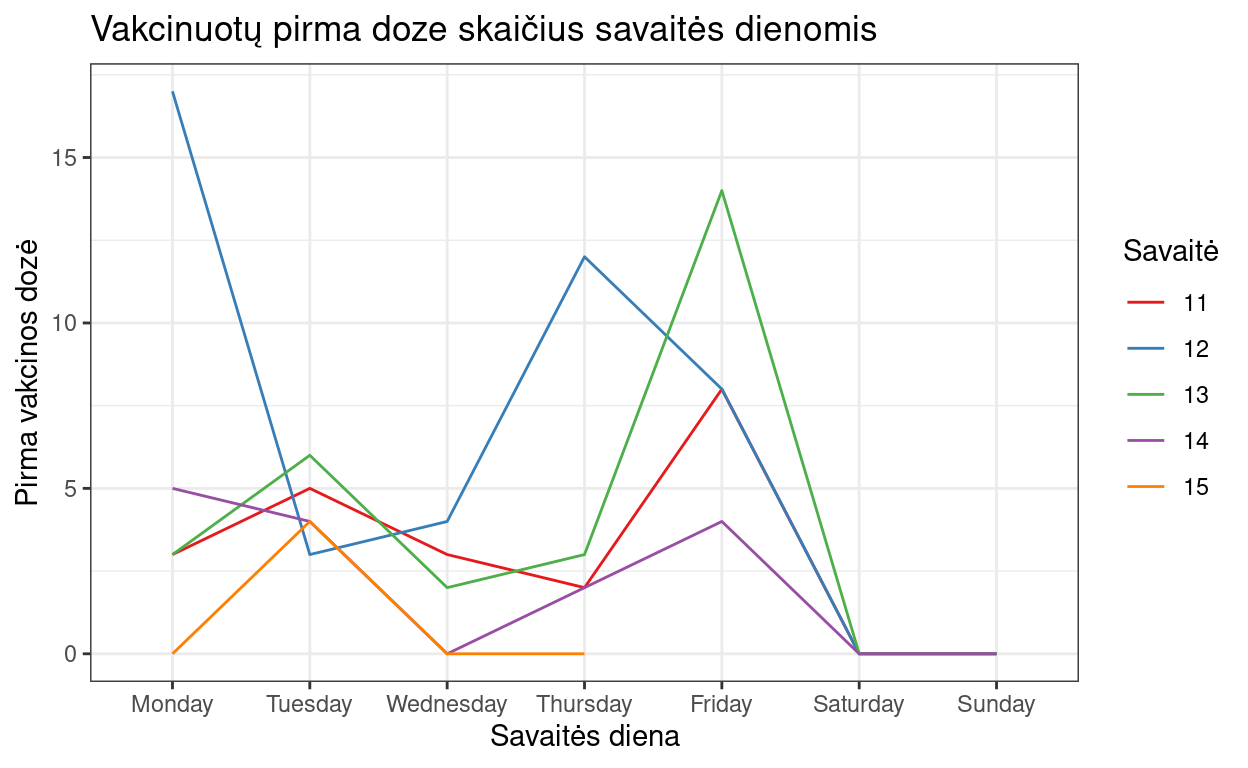 Vakcinuotų pirma doze skaičius savaitės dienomis
Pirma vakcinos dozė
15
10
5
0
Monday
Tuesday
Wednesday
Thursday
Friday
Saturday
Sunday
Savaitės diena
Savaitė
11
12
13
14
15